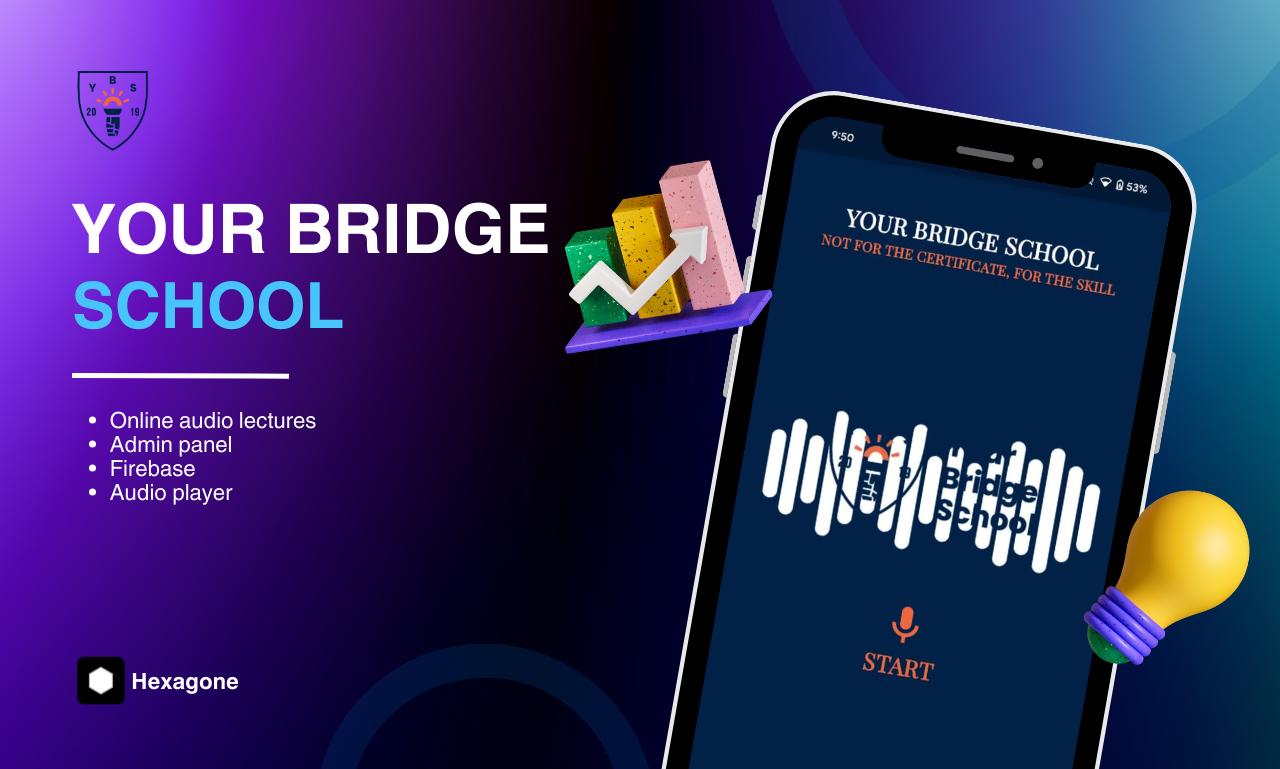 Y B S
20 19
YOUR BRIDGE
SCHOOL
Online audio lectures
Admin panel
Firebase
Audio player
Hexagone
9:50
53%
YOUR BRIDGE SCHOOL
NOT FOR THE CERTIFICATE, FOR THE SKILL
20 19
Bridge
School
START